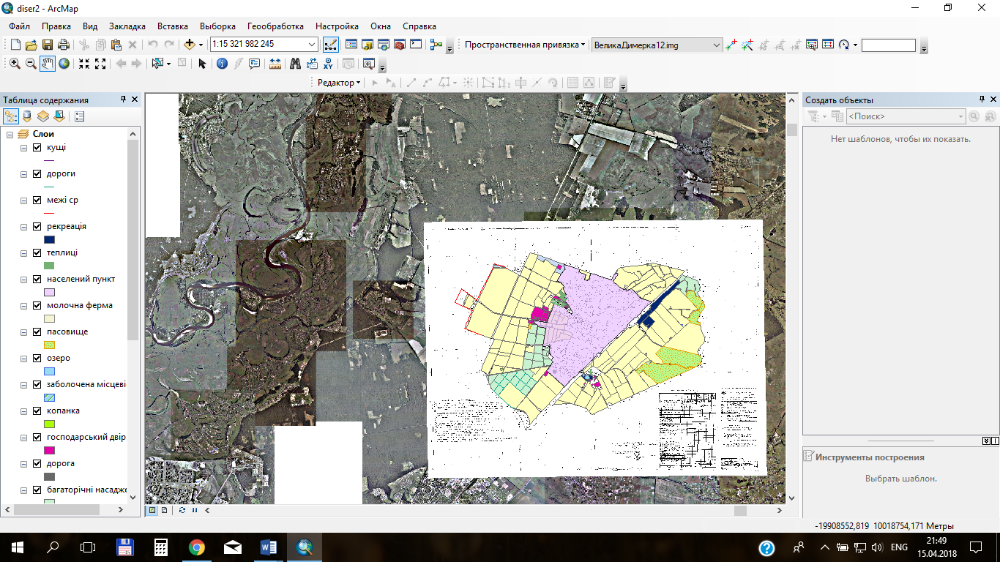 diser2 - ArcMap
Файл Правка Вид Закладка Вставка Выборка Геообработка Настройка Окна Справка
1:15 321 982 245
Пространственная привязка
ВеликаДимерка12.img
Редактор
Таблица содержания
Слои
кущі
дороги
межі ср
рекреація
теплиці
населений пункт
молочна ферма
пасовище
озеро
заболочена місцеві
копанка
господарський двір
дорога
багаторічні насадже
Создать объекты
<Поиск>
Нет шаблонов, чтобы их показать.
Инструменты построения
Выбрать шаблон.
-19908552,819 10018754,171 Метры
ENG
21:49
15.04.2018